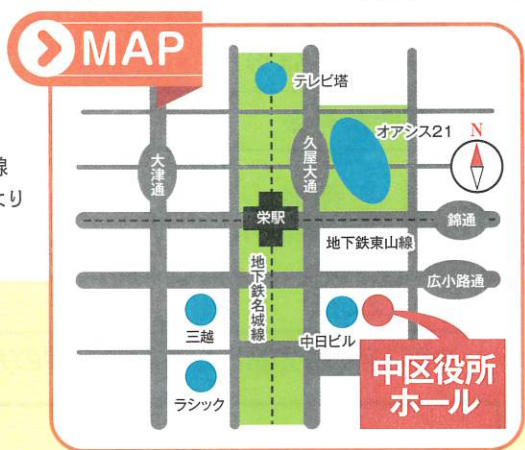 MAP
線
より
テレビ塔
オアシス21
N
大津通
久屋大通
栄駅
錦通
地下鉄東山線
地下鉄名城線
広小路通
三越
中日ビル
ラシック
中区役所
ホール